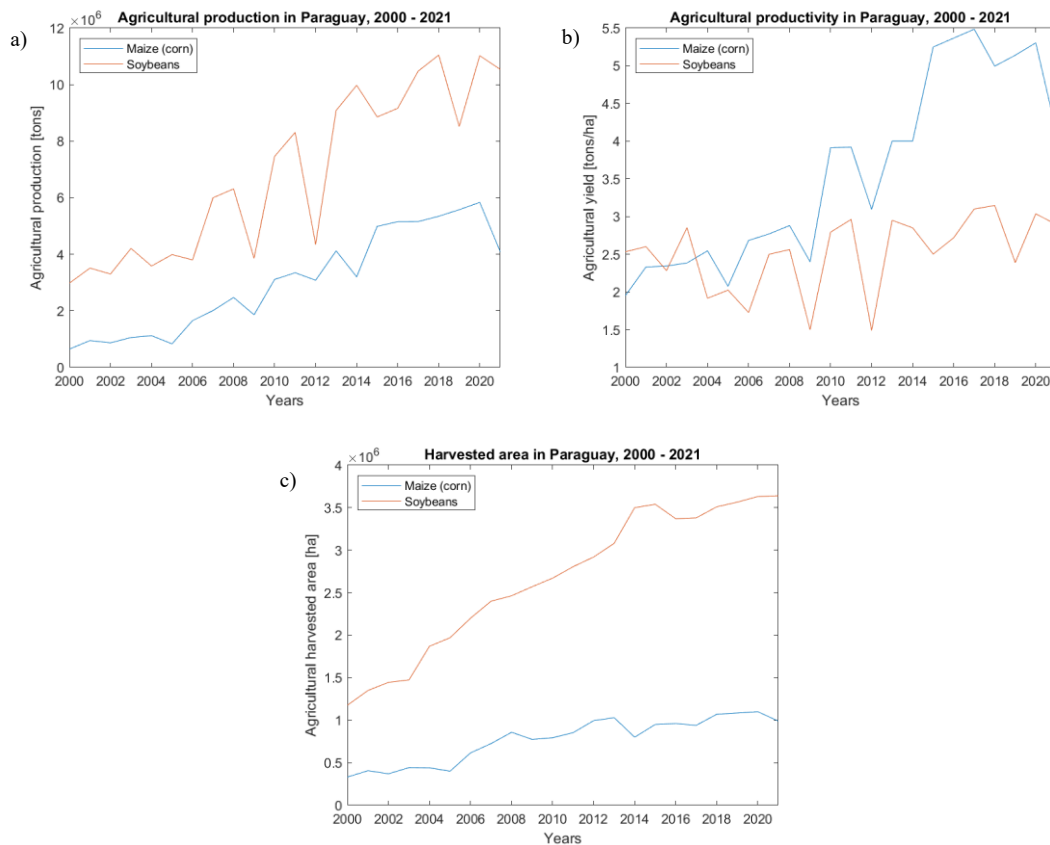 a)
Agricultural production in Paraguay, 2000 - 2021
×10⁶
Maize (corn)
Soybeans
12
10
8
6
4
2
0
Agricultural production [tons]
2000 2002 2004 2006 2008 2010 2012 2014 2016 2018 2020
Years
b)
Agricultural productivity in Paraguay, 2000 - 2021
Maize (corn)
Soybeans
5.5
5
4.5
4
3.5
3
2.5
2
1.5
1
Agricultural yield [tons/ha]
2000 2002 2004 2006 2008 2010 2012 2014 2016 2018 2020
Years
c)
Harvested area in Paraguay, 2000 - 2021
×10⁶
Maize (corn)
Soybeans
4
3.5
3
2.5
2
1.5
1
0.5
0
Agricultural harvested area [ha]
2000 2002 2004 2006 2008 2010 2012 2014 2016 2018 2020
Years